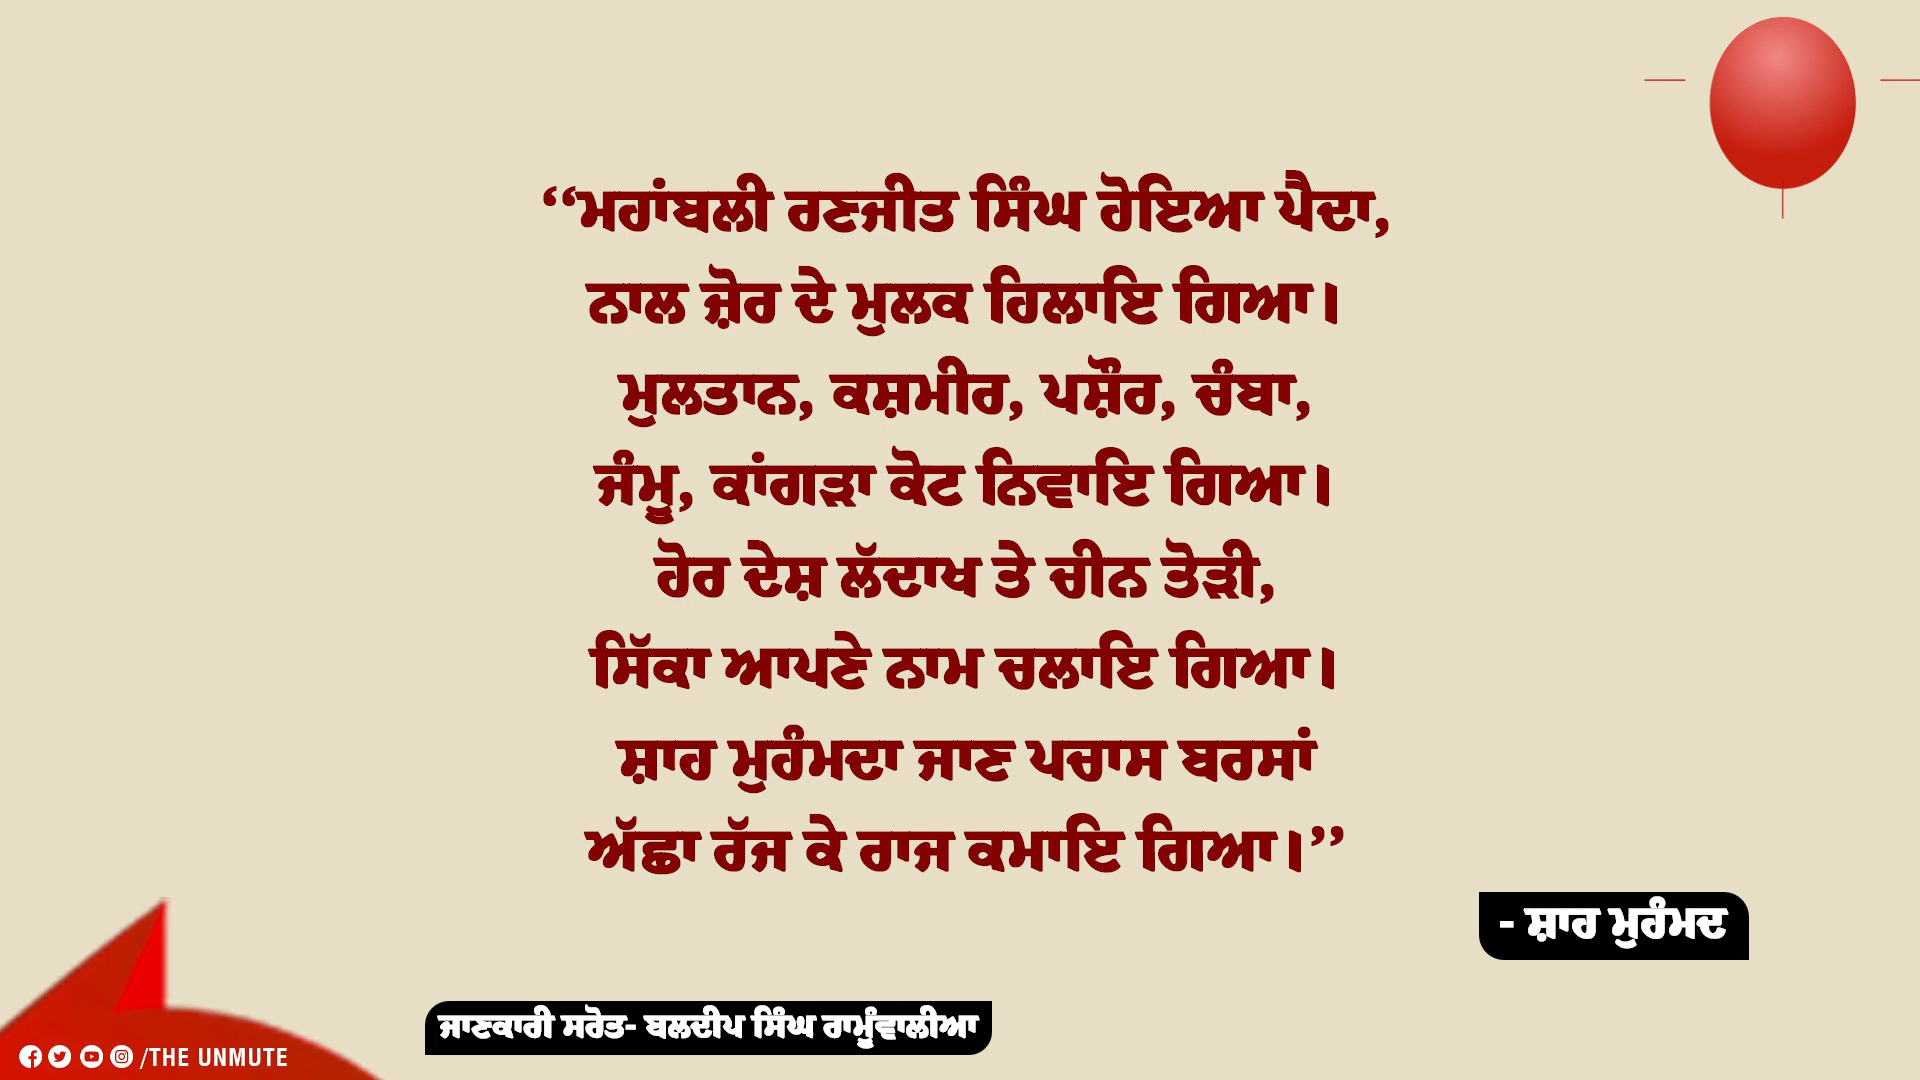 ‘‘ਮਹਾਂਬਲੀ ਰਣਜੀਤ ਸਿੰਘ ਹੋਇਆ ਪੈਦਾ,
ਨਾਲ ਜ਼ੋਰ ਦੇ ਮੁਲਕ ਹਿਲਾਇ ਗਿਆ।
ਮੁਲਤਾਨ, ਕਸ਼ਮੀਰ, ਪਸ਼ੌਰ, ਚੰਬਾ,
ਜੰਮੂ, ਕਾਂਗੜਾ ਕੋਟ ਨਿਵਾਇ ਗਿਆ।
ਹੋਰ ਦੇਸ਼ ਲੱਦਾਖ ਤੇ ਚੀਨ ਤੋੜੀ,
ਸਿੱਕਾ ਆਪਣੇ ਨਾਮ ਚਲਾਇ ਗਿਆ।
ਸ਼ਾਹ ਮੁਹੰਮਦਾ ਜਾਣ ਪਚਾਸ ਬਰਸਾਂ
ਅੱਛਾ ਰੱਜ ਕੇ ਰਾਜ ਕਮਾਇ ਗਿਆ।’’
- ਸ਼ਾਹ ਮੁਹੰਮਦ
ਜਾਣਕਾਰੀ ਸਰੋਤ- ਬਲਦੀਪ ਸਿੰਘ ਰਾਮੂੰਵਾਲੀਆ
/THE UNMUTE